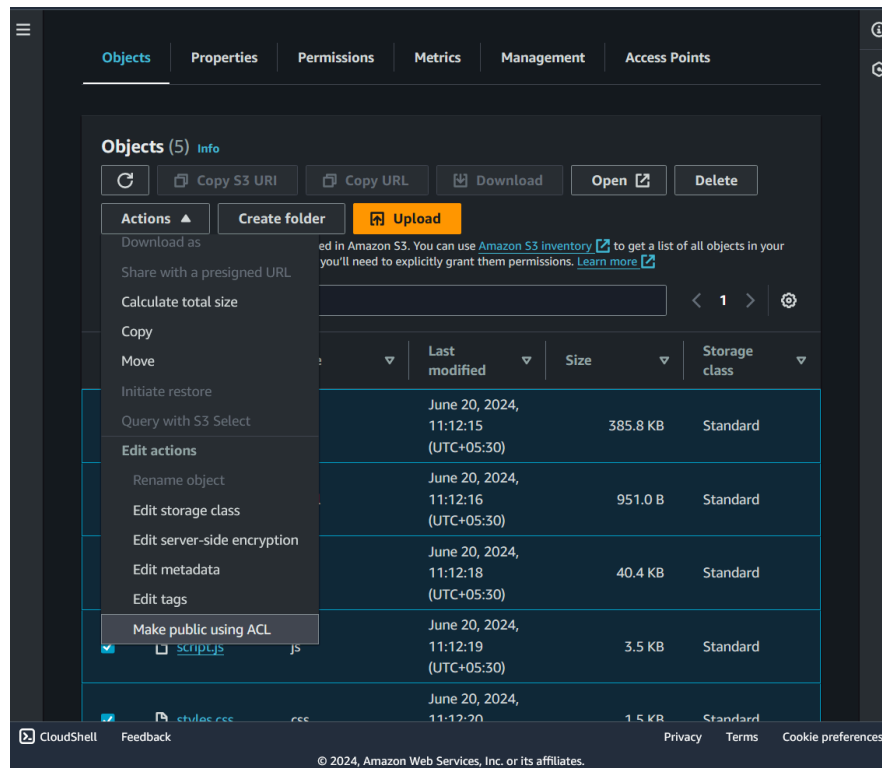 Objects Properties Permissions Metrics Management Access Points
Objects (5) Info
Copy S3 URI Copy URL Download Open Delete
Actions Create folder Upload
Download as
ed in Amazon S3. You can use Amazon S3 inventory to get a list of all objects in your
you'll need to explicitly grant them permissions. Learn more
Share with a presigned URL
Calculate total size
1
Copy
Move
Initiate restore
Query with S3 Select
Edit actions
Rename object
Edit storage class
Edit server-side encryption
Edit metadata
Edit tags
Make public using ACL
Last modified Size Storage class
June 20, 2024,
11:12:15 385.8 KB Standard
(UTC+05:30)
June 20, 2024,
11:12:16 951.0 B Standard
(UTC+05:30)
June 20, 2024,
11:12:18 40.4 KB Standard
(UTC+05:30)
June 20, 2024,
script.js js 11:12:19 3.5 KB Standard
(UTC+05:30)
June 20, 2024,
styles.css css 11:12:20 1.5 KB Standard
CloudShell Feedback Privacy Terms Cookie preferences
© 2024, Amazon Web Services, Inc. or its affiliates.